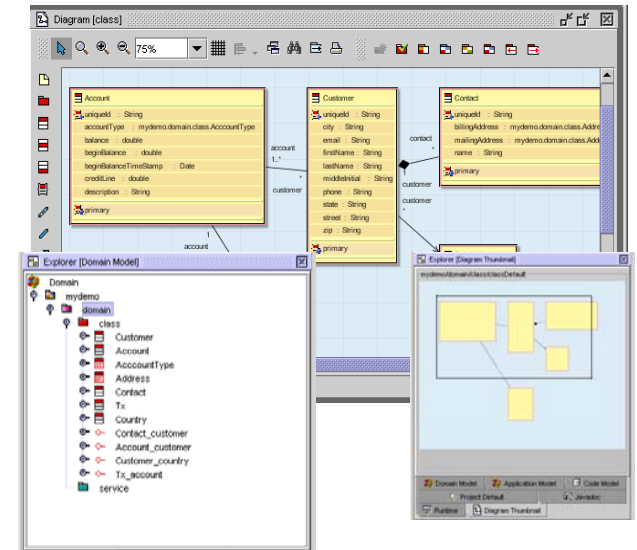 Diagram [class]
75%
Account
uniqueId : String
accountType : mydemo.domain.class.AcccountType
balance : double
beginBalance : double
beginBalanceTimeStamp : Date
creditLine : double
description : String
primary
account
1..*
*
customer
Customer
uniqueId : String
city : String
email : String
firstName : String
lastName : String
middleInitial : String
phone : String
state : String
street : String
zip : String
primary
contact
*
1
customer
customer
*
Contact
uniqueId : String
billingAddress : mydemo.domain.class.Addre
mailingAddress : mydemo.domain.class.Addr
name : String
primary
1
account
Explorer [Domain Model]
Domain
mydemo
domain
class
Customer
Account
AcccountType
Address
Contact
Tx
Country
Contact_customer
Account_customer
Customer_country
Tx_account
service
Explorer [Diagram Thumbnail]
mydemo/domain/class/classDefault
Domain Model
Application Model
Code Model
Project Default
Javadoc
Runtime
Diagram Thumbnail